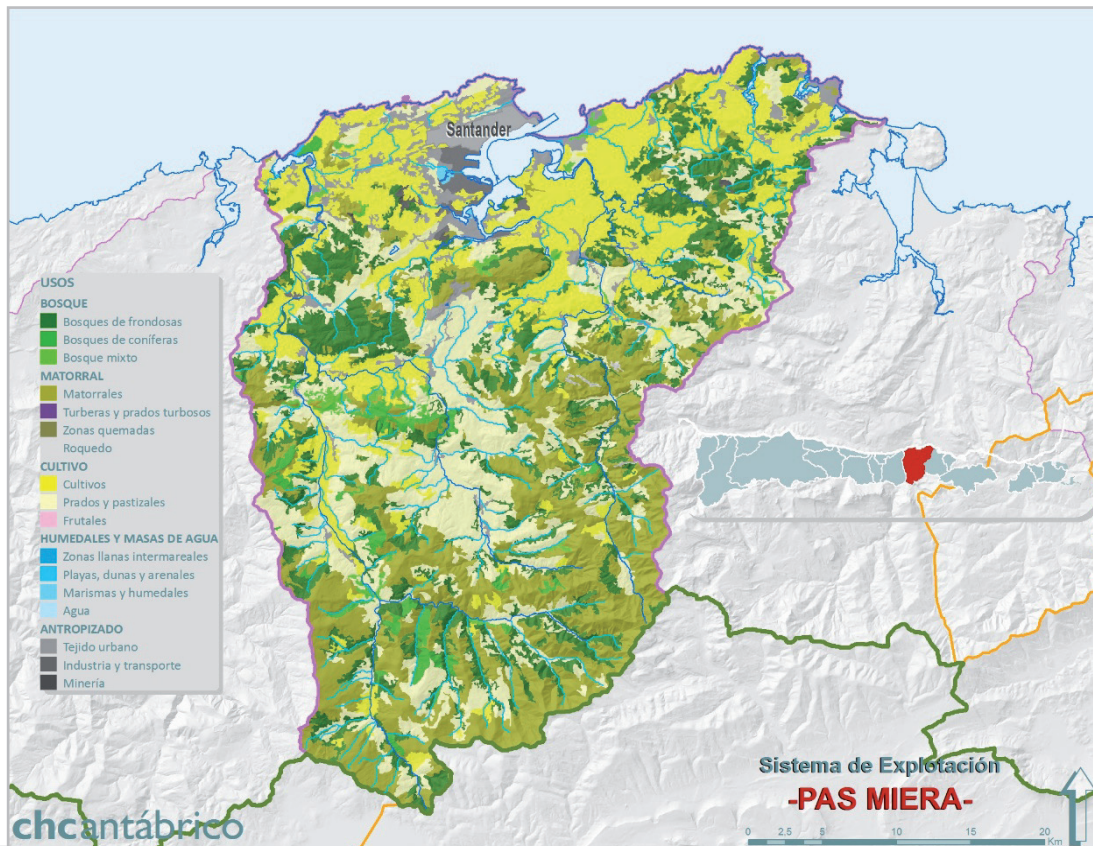 Santander
USOS
BOSQUE
Bosques de frondosas
Bosques de coníferas
Bosque mixto
MATORRAL
Matorrales
Turberas y prados turbosos
Zonas quemadas
Roquedo
CULTIVO
Cultivos
Prados y pastizales
Frutales
HUMEDALES Y MASAS DE AGUA
Zonas llanas intermareales
Playas, dunas y arenales
Marismas y humedales
Agua
ANTROPIZADO
Tejido urbano
Industria y transporte
Minería
Sistema de Explotación
-PAS MIERA-
chcantábrico
0 2.5 5 10 15 20
Km